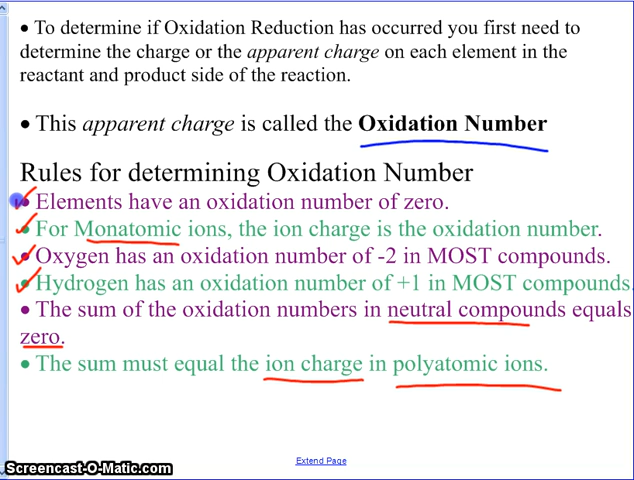 • To determine if Oxidation Reduction has occurred you first need to
determine the charge or the apparent charge on each element in the
reactant and product side of the reaction.
• This apparent charge is called the Oxidation Number
Rules for determining Oxidation Number
• Elements have an oxidation number of zero.
• For Monatomic ions, the ion charge is the oxidation number.
• Oxygen has an oxidation number of -2 in MOST compounds.
• Hydrogen has an oxidation number of +1 in MOST compounds.
• The sum of the oxidation numbers in neutral compounds equals
zero.
• The sum must equal the ion charge in polyatomic ions.
Extend Page
Screencast-O-Matic.com